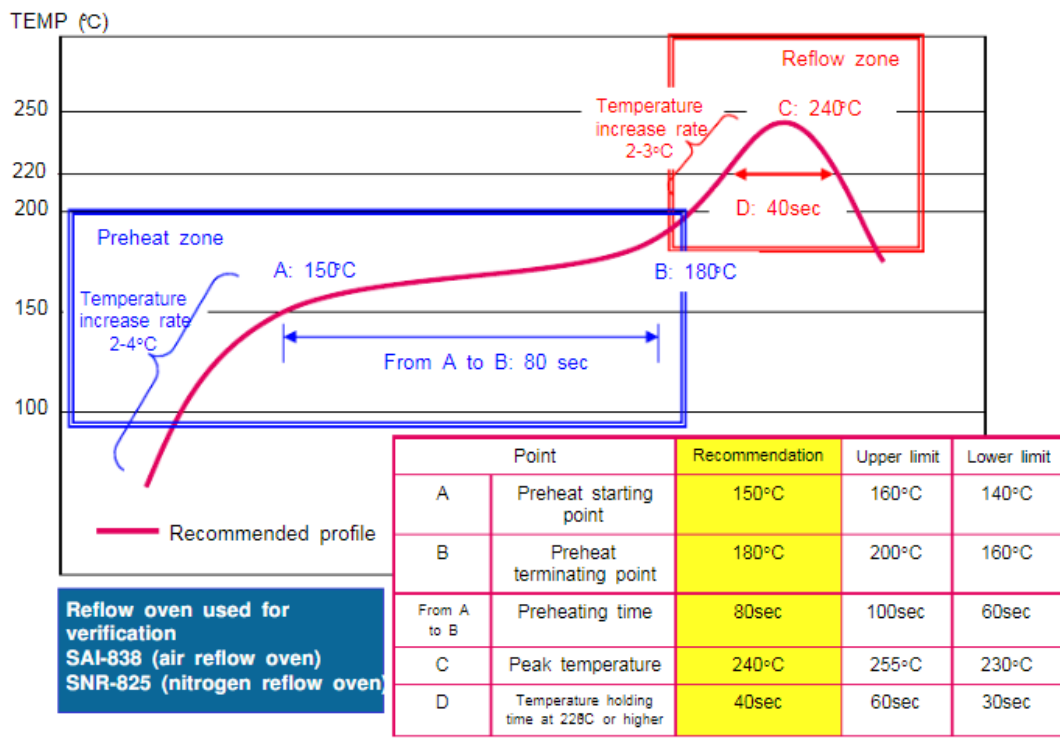 TEMP (°C)
250
220
200
150
100
Reflow zone
Temperature
increase rate
2-3°C
C: 240°C
D: 40sec
Preheat zone
A: 150°C
B: 180°C
Temperature
increase rate
2-4°C
From A to B: 80 sec
Recommended profile
Reflow oven used for
verification
SAI-838 (air reflow oven)
SNR-825 (nitrogen reflow oven)
Point Recommendation Upper limit Lower limit
A Preheat starting point 150°C 160°C 140°C
B Preheat terminating point 180°C 200°C 160°C
From A to B Preheating time 80sec 100sec 60sec
C Peak temperature 240°C 255°C 230°C
D Temperature holding time at or higher 40sec 60sec 30sec